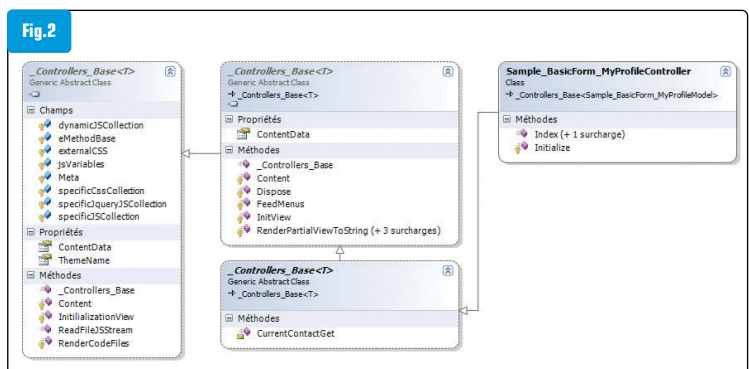 Fig.2
_Controllers_Base<T>
Generic Abstract Class
Champs
dynamicJSCollection
eMethodBase
externalCSS
jsVariables
Meta
specificCssCollection
specificJqueryJSCollection
specificJSCollection
Propriétés
ContentData
ThemeName
Méthodes
_Controllers_Base
Content
InitilializationView
ReadFileJSStream
RenderCodeFiles
_Controllers_Base<T>
Generic Abstract Class
_Controllers_Base<T>
Propriétés
ContentData
Méthodes
_Controllers_Base
Content
Dispose
FeedMenus
InitView
RenderPartialViewToString (+ 3 surcharges)
_Controllers_Base<T>
Generic Abstract Class
_Controllers_Base<T>
Méthodes
CurrentContactGet
Sample_BasicForm_MyProfileController
Class
_Controllers_Base<Sample_BasicForm_MyProfileModel>
Méthodes
Index (+ 1 surcharge)
Initialize